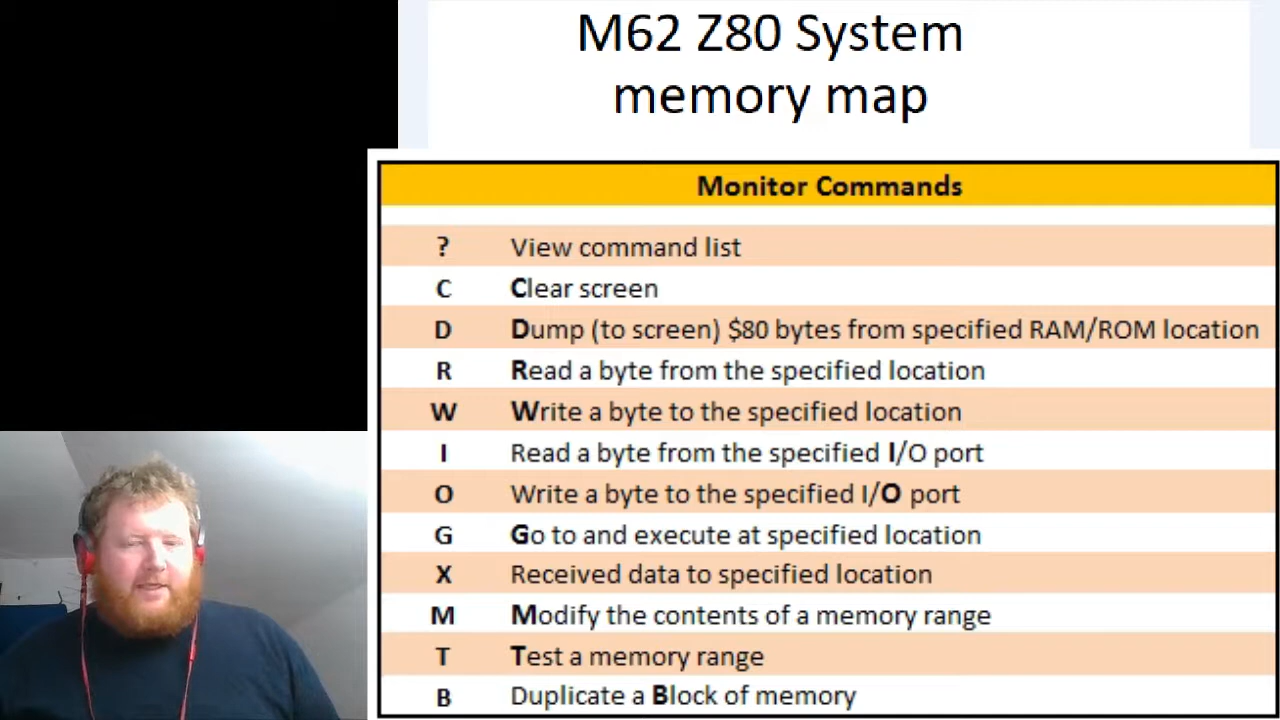 M62 Z80 System
memory map
Monitor Commands
? View command list
C Clear screen
D Dump (to screen) $80 bytes from specified RAM/ROM location
R Read a byte from the specified location
W Write a byte to the specified location
I Read a byte from the specified I/O port
O Write a byte to the specified I/O port
G Go to and execute at specified location
X Received data to specified location
M Modify the contents of a memory range
T Test a memory range
B Duplicate a Block of memory